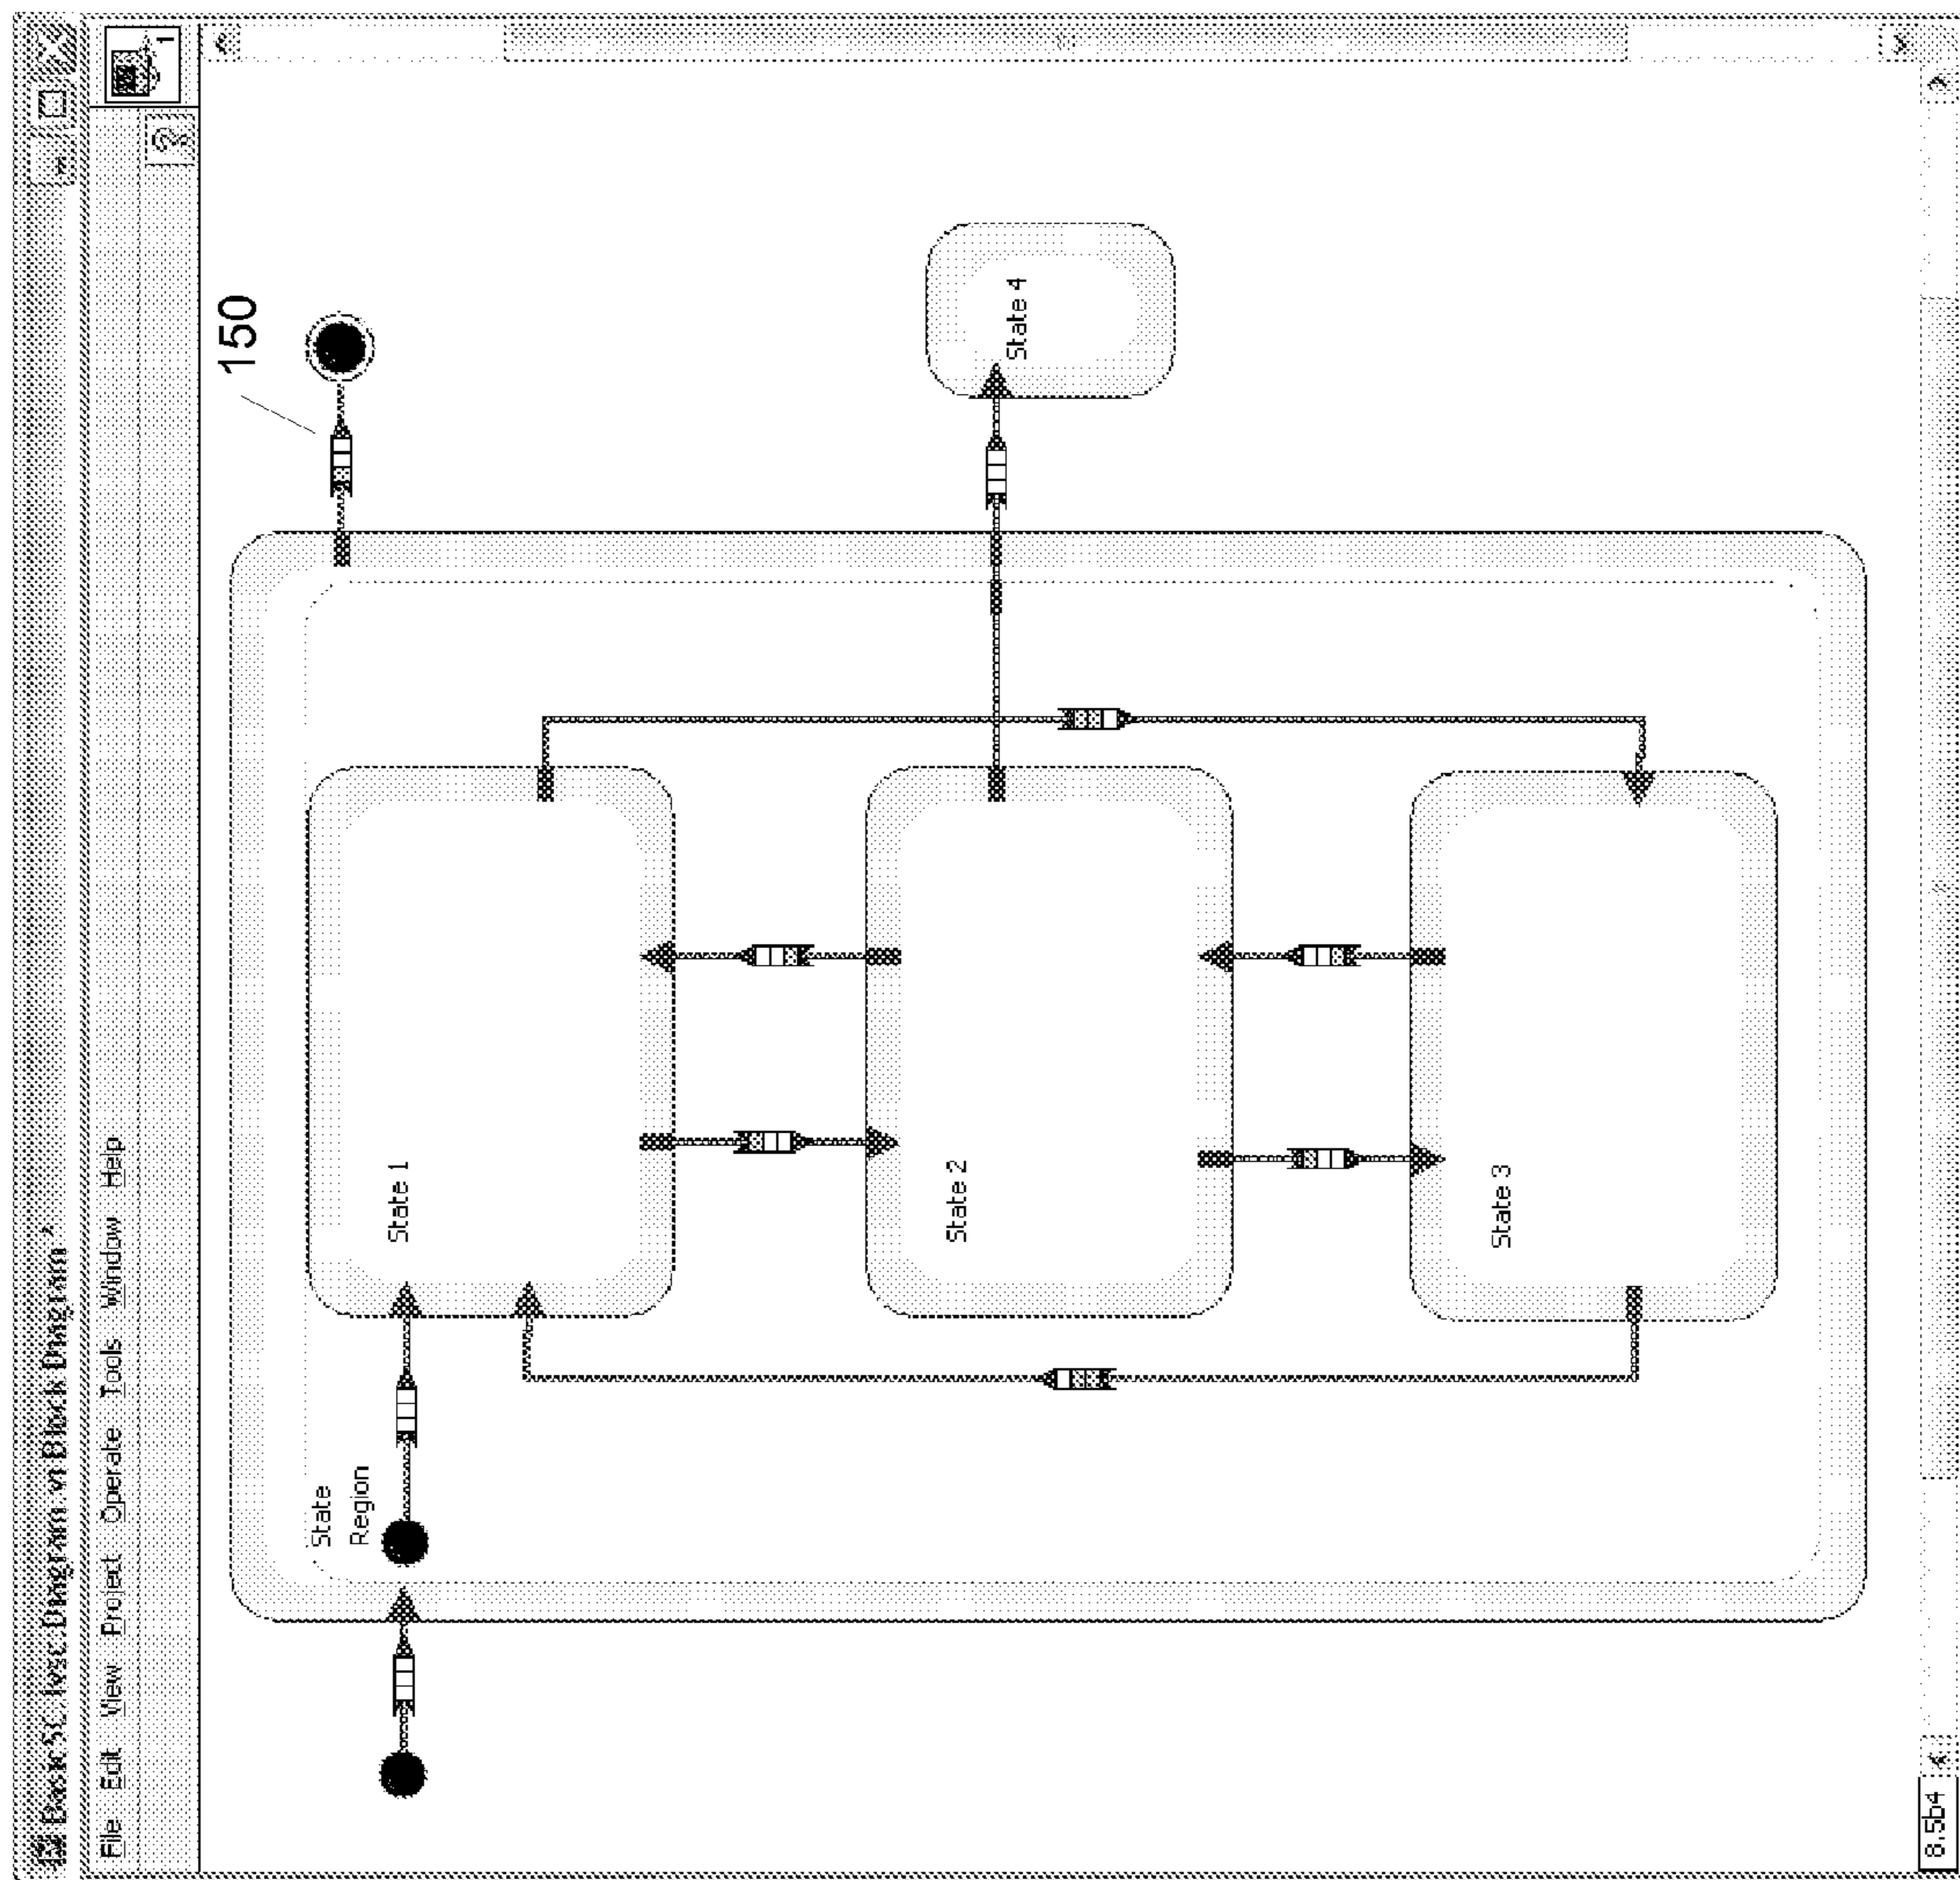 Basic SC.lvsc Diagram.vi Block Diagram *
File Edit View Project Operate Tools Window Help
1
150
State
Region
State 1
State 2
State 3
State 4
8.5b4